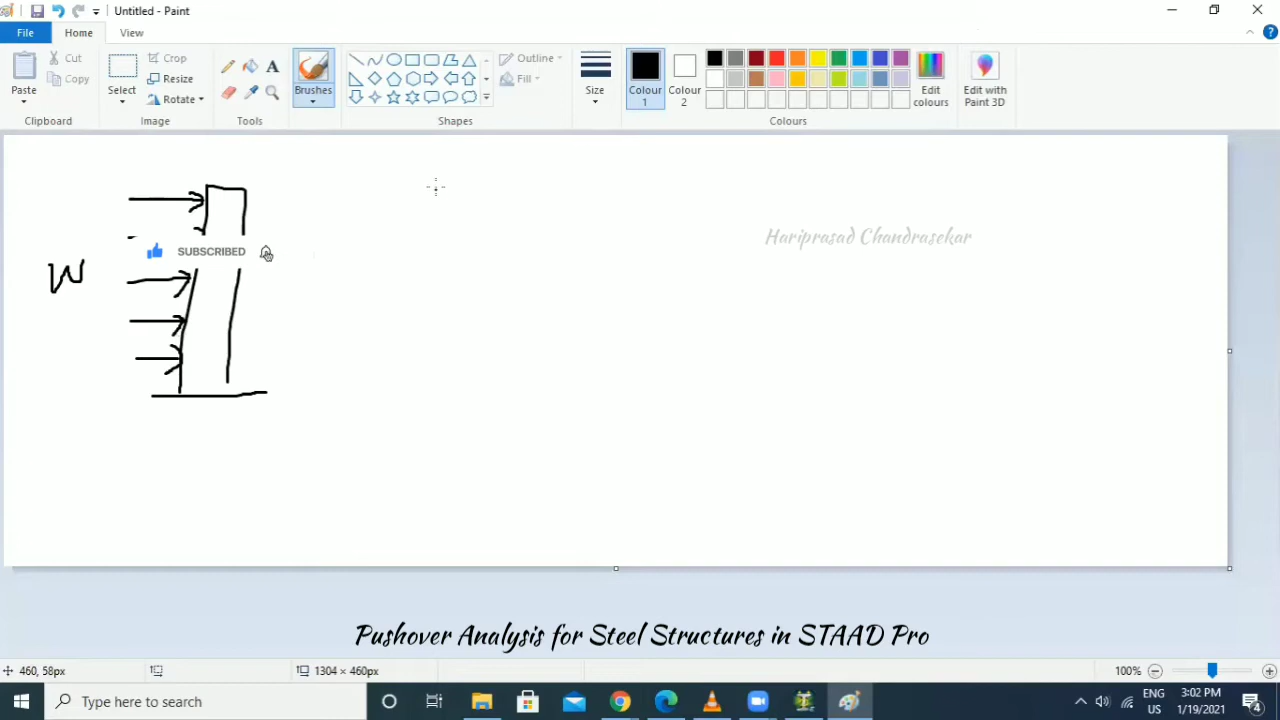 Untitled - Paint
File
Home
View
Paste
Cut
Copy
Clipboard
Select
Crop
Resize
Rotate
Image
A
Tools
Brushes
Shapes
Outline
Fill
Size
Colour 1
Colour 2
Edit colours
Colours
Edit with Paint 3D
Hariprasad Chandrasekar
SUBSCRIBED
W
Pushover Analysis for Steel Structures in STAAD Pro
460, 58px
1304 × 460px
100%
Type here to search
ENG
US
3:02 PM
1/19/2021
4